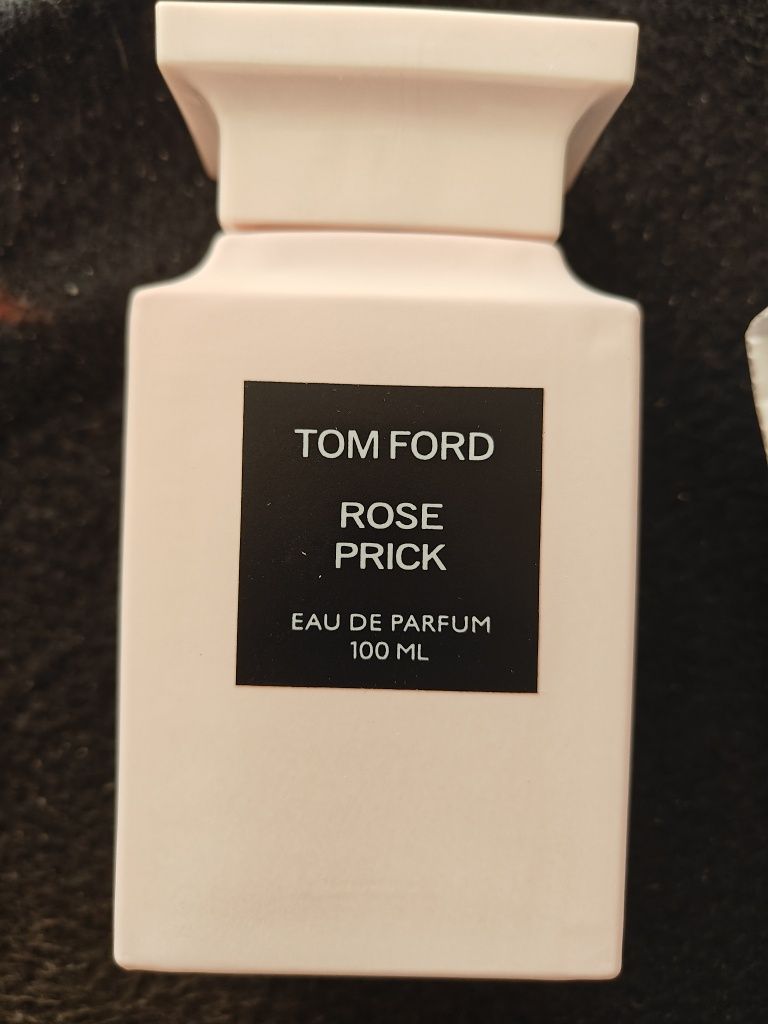 TOM FORD
ROSE
PRICK
EAU DE PARFUM
100 ML